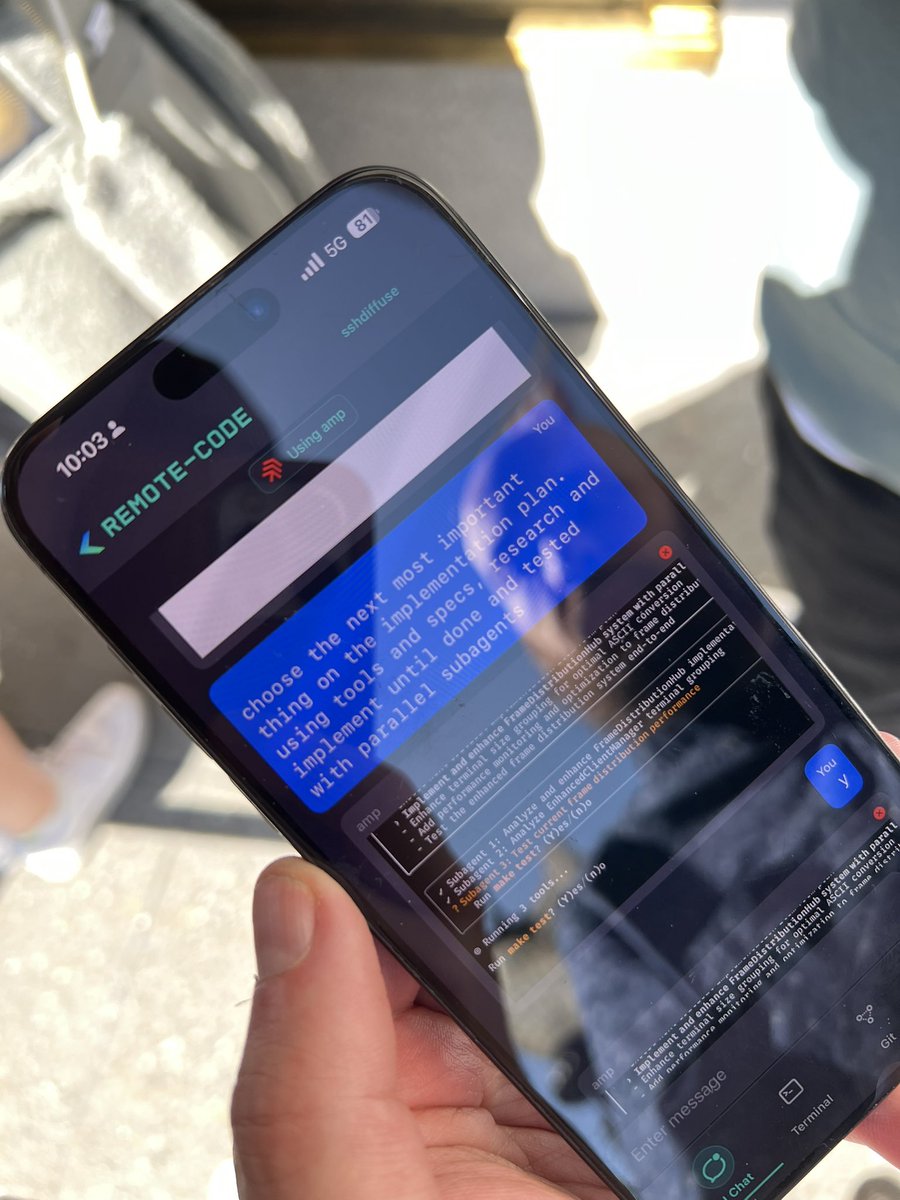 10:03
5G 81
REMOTE-CODE
sshdiffuse
Using amp
You
choose the next most important
thing on the implementation plan.
using tools and specs, research and
implement until done and tested
with parallel subagents
amp
› Implement and enhance FrameDistributionHub system with parall
- Enhance terminal size grouping for optimal ASCII conversion
- Add performance monitoring and optimization to frame distribu
- Test the enhanced frame distribution system end-to-end
✓ Subagent 1: Analyze and enhance FrameDistributionHub implementa
✓ Subagent 2: Analyze EnhancedClientManager terminal grouping
? Subagent 3: Test current frame distribution performance
Run make test? (Y)es/(n)o
Running 3 tools...
Run make test? (Y)es/(n)o
You
y
amp
› Implement and enhance FrameDistributionHub system with parall
- Enhance terminal size grouping for optimal ASCII conversion
- Add performance monitoring and optimization to frame distri
Enter message
Chat
Terminal
Git